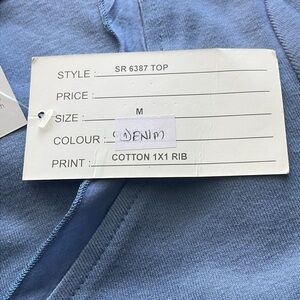 STYLE : SR 6387 TOP
PRICE :
SIZE : M
COLOUR : DENIM
PRINT : COTTON 1X1 RIB